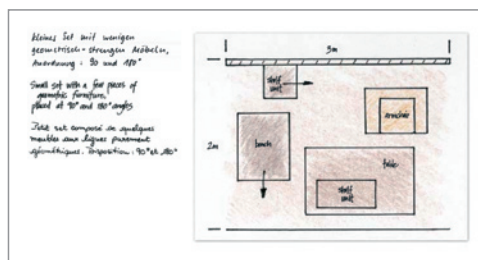 kleines Set mit wenigen
geometrisch-strengen Möbeln,
Anordnung: 90 und 180°
Small set with a few pieces of
geometric furniture,
placed at 90° and 180° angles
Petit set composé de quelques
meubles aux lignes purement
géométriques. Disposition: 90° et 180°
3m
shelf
unit
armchair
2m
bench
table
shelf
unit